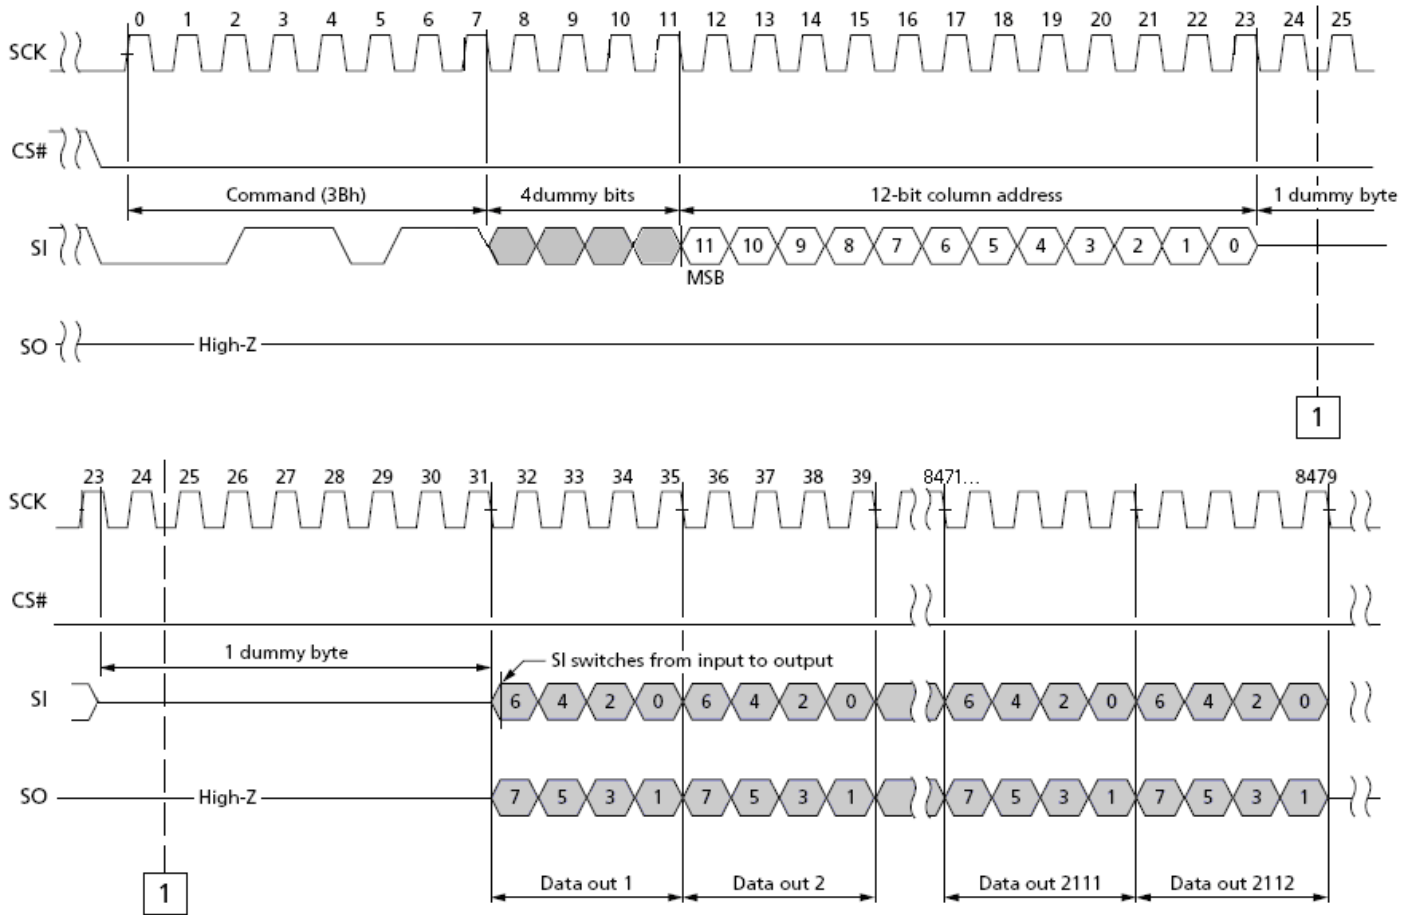 0 1 2 3 4 5 6 7 8 9 10 11 12 13 14 15 16 17 18 19 20 21 22 23 24 25
SCK
CS#
Command (3Bh) 4dummy bits 12-bit column address 1 dummy byte
SI 11 10 9 8 7 6 5 4 3 2 1 0
MSB
SO High-Z
1
23 24 25 26 27 28 29 30 31 32 33 34 35 36 37 38 39 8471... 8479
SCK
CS#
1 dummy byte SI switches from input to output
SI 6 4 2 0 6 4 2 0 6 4 2 0 6 4 2 0
SO High-Z 7 5 3 1 7 5 3 1 7 5 3 1 7 5 3 1
1 Data out 1 Data out 2 Data out 2111 Data out 2112